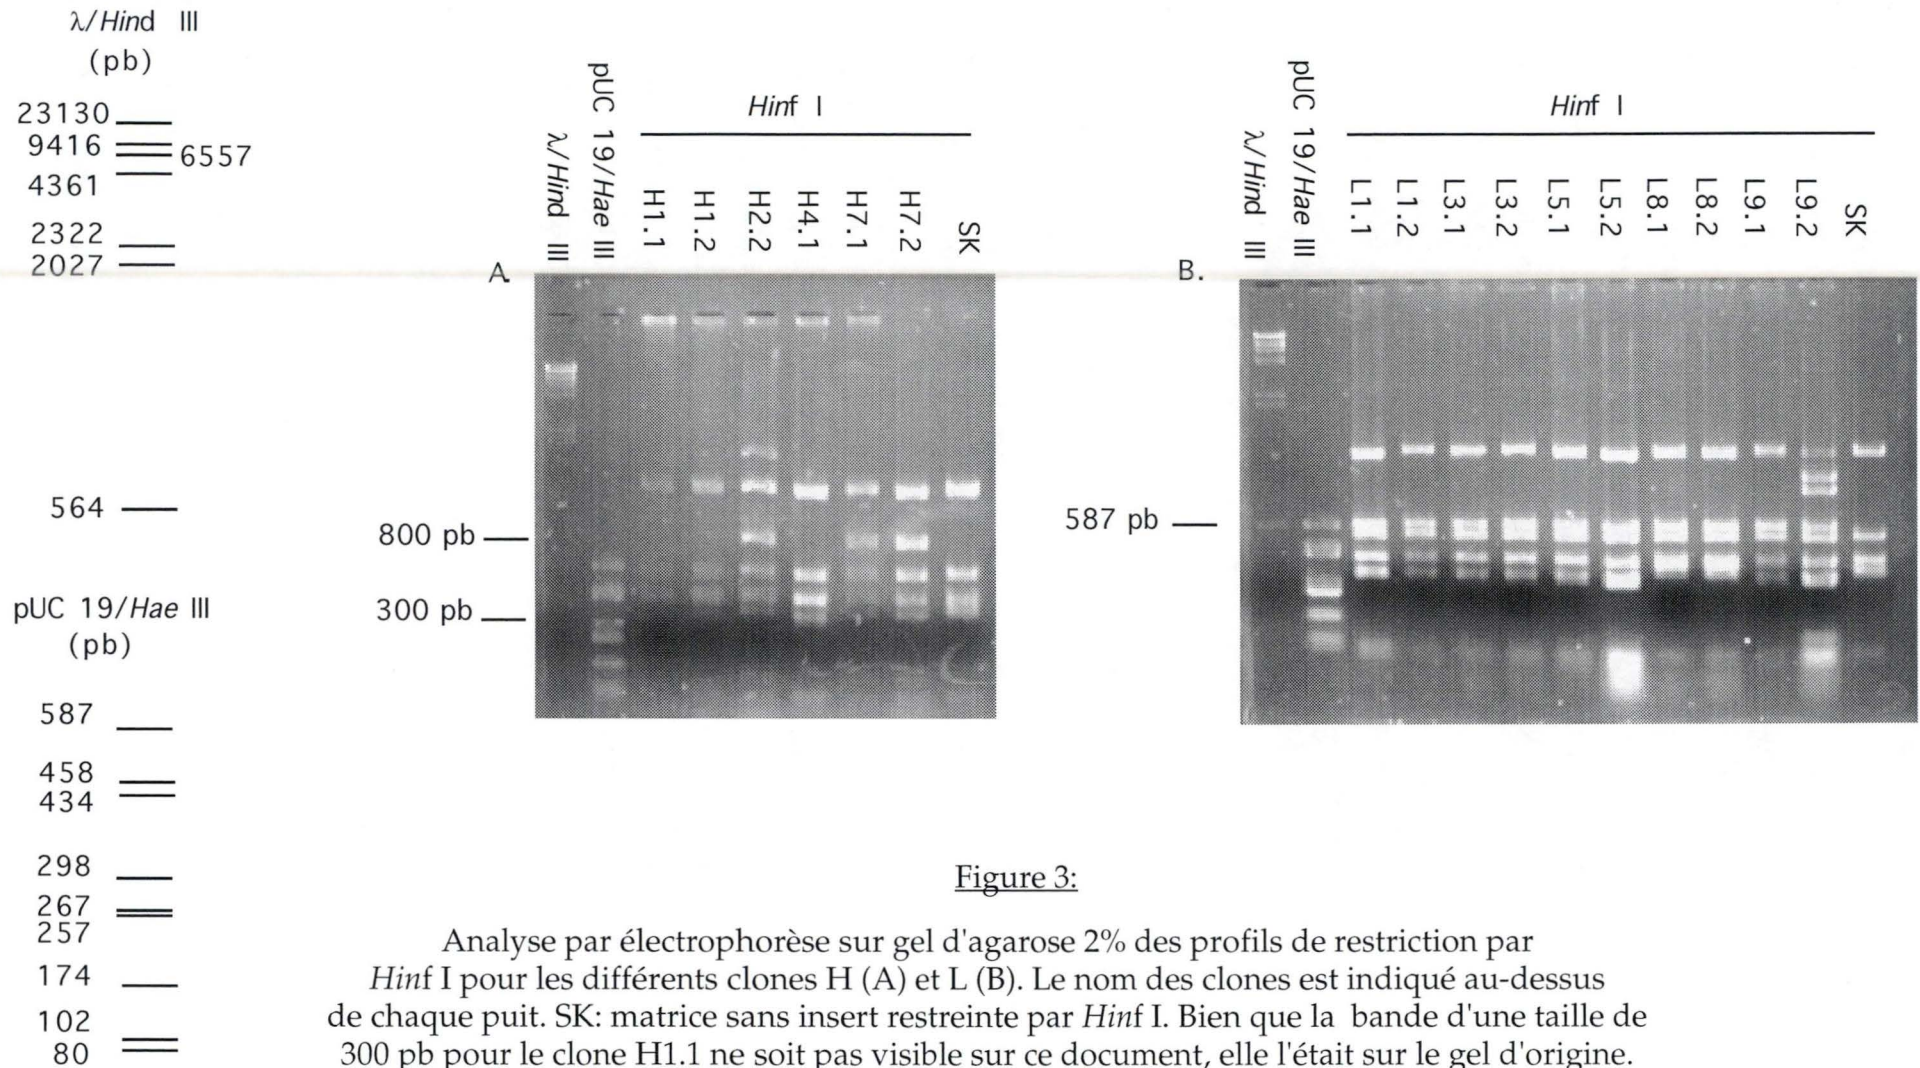 λ/Hind III
(pb)
23130
9416
6557
4361
2322
2027
564
pUC 19/Hae III
(pb)
587
458
434
298
267
257
174
102
80
A.
λ/Hind III
pUC 19/Hae III
Hinf I
H1.1
H1.2
H2.2
H4.1
H7.1
H7.2
SK
800 pb
300 pb
B.
λ/Hind III
pUC 19/Hae III
Hinf I
L1.1
L1.2
L3.1
L3.2
L5.1
L5.2
L8.1
L8.2
L9.1
L9.2
SK
587 pb
Figure 3:
Analyse par électrophorèse sur gel d'agarose 2% des profils de restriction par
Hinf I pour les différents clones H (A) et L (B). Le nom des clones est indiqué au-dessus
de chaque puit. SK: matrice sans insert restreinte par Hinf I. Bien que la bande d'une taille de
300 pb pour le clone H1.1 ne soit pas visible sur ce document, elle l'était sur le gel d'origine.